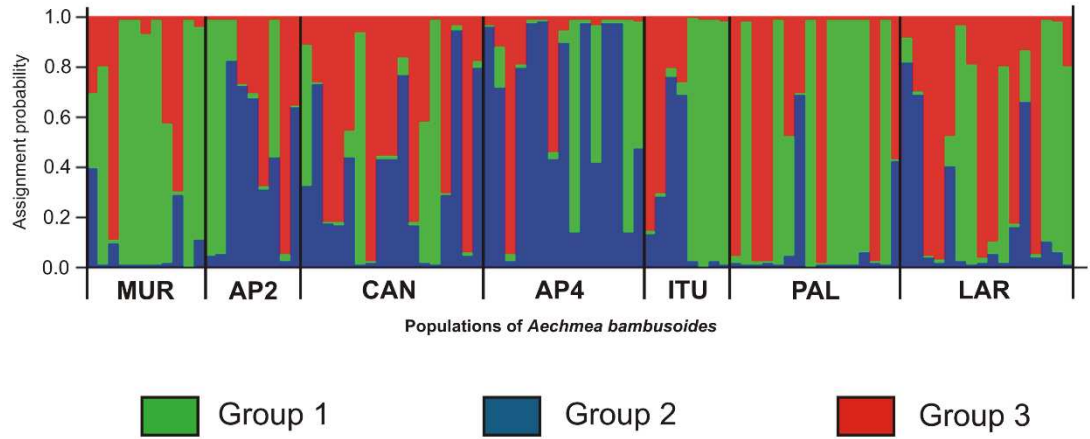 1.0
0.8
0.6
0.4
0.2
0.0
Assignment probability
MUR AP2 CAN AP4 ITU PAL LAR
Populations of Aechmea bambusoides
Group 1 Group 2 Group 3